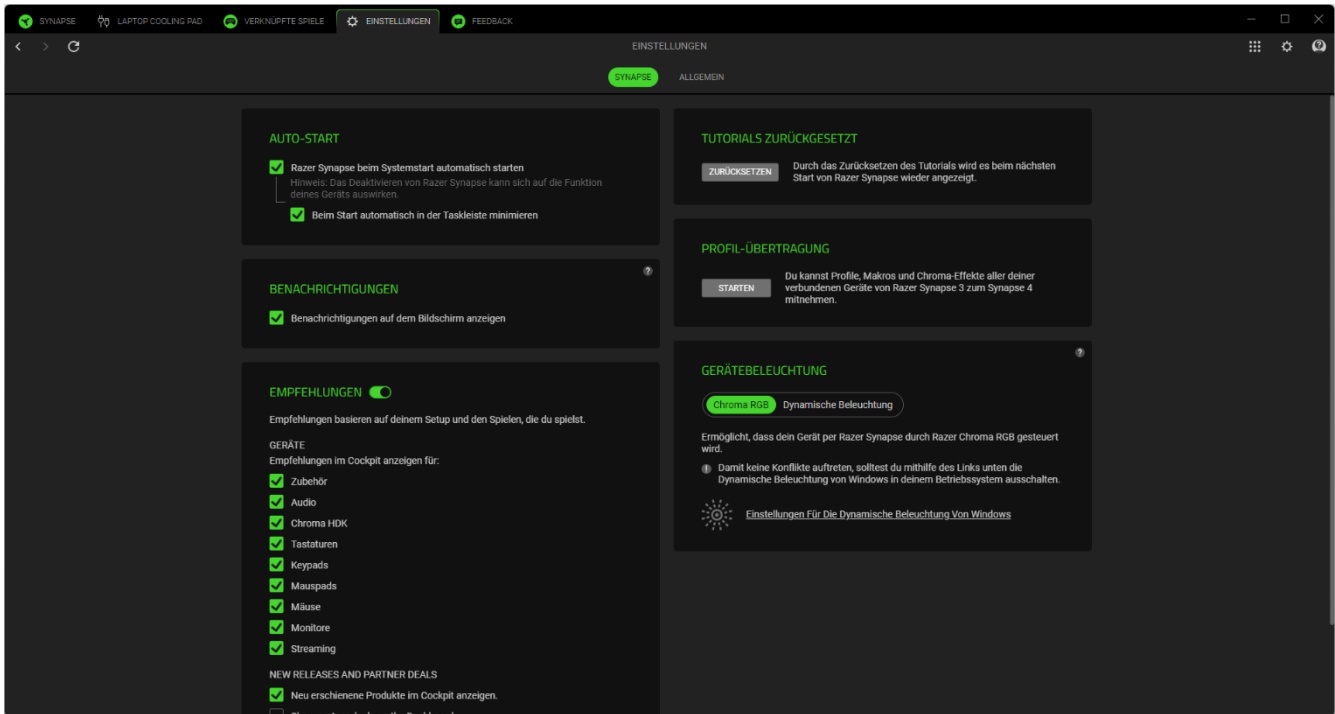 SYNAPSE
LAPTOP COOLING PAD
VERKNÜPFTE SPIELE
EINSTELLUNGEN
FEEDBACK
EINSTELLUNGEN
SYNAPSE
ALLGEMEIN
AUTO-START
Razer Synapse beim Systemstart automatisch starten
Hinweis: Das Deaktivieren von Razer Synapse kann sich auf die Funktion
deines Geräts auswirken.
Beim Start automatisch in der Taskleiste minimieren
BENACHRICHTIGUNGEN
Benachrichtigungen auf dem Bildschirm anzeigen
EMPFEHLUNGEN
Empfehlungen basieren auf deinem Setup und den Spielen, die du spielst.
GERÄTE
Empfehlungen im Cockpit anzeigen für:
Zubehör
Audio
Chroma HDK
Tastaturen
Keypads
Mauspads
Mäuse
Monitore
Streaming
NEW RELEASES AND PARTNER DEALS
Neu erschienene Produkte im Cockpit anzeigen.
TUTORIALS ZURÜCKGESETZT
ZURÜCKSETZEN
Durch das Zurücksetzen des Tutorials wird es beim nächsten
Start von Razer Synapse wieder angezeigt.
PROFIL-ÜBERTRAGUNG
STARTEN
Du kannst Profile, Makros und Chroma-Effekte aller deiner
verbundenen Geräte von Razer Synapse 3 zum Synapse 4
mitnehmen.
GERÄTEBELEUCHTUNG
Chroma RGB
Dynamische Beleuchtung
Ermöglicht, dass dein Gerät per Razer Synapse durch Razer Chroma RGB gesteuert
wird.
Damit keine Konflikte auftreten, solltest du mithilfe des Links unten die
Dynamische Beleuchtung von Windows in deinem Betriebssystem ausschalten.
Einstellungen Für Die Dynamische Beleuchtung Von Windows